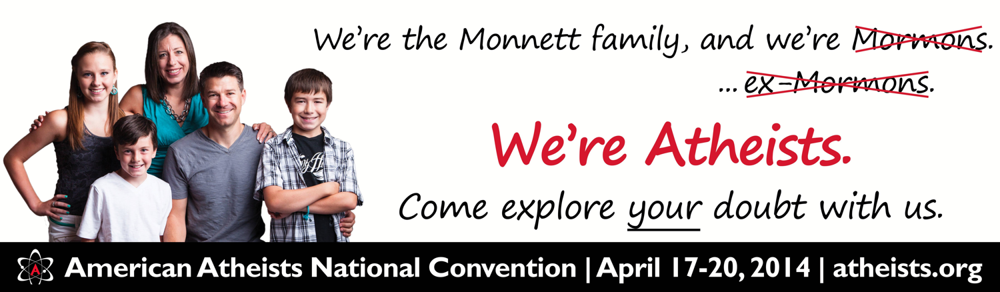 We're the Monnett family, and we're Mormons.
... ex-Mormons.
We're Atheists.
Come explore your doubt with us.
A American Atheists National Convention | April 17-20, 2014 | atheists.org